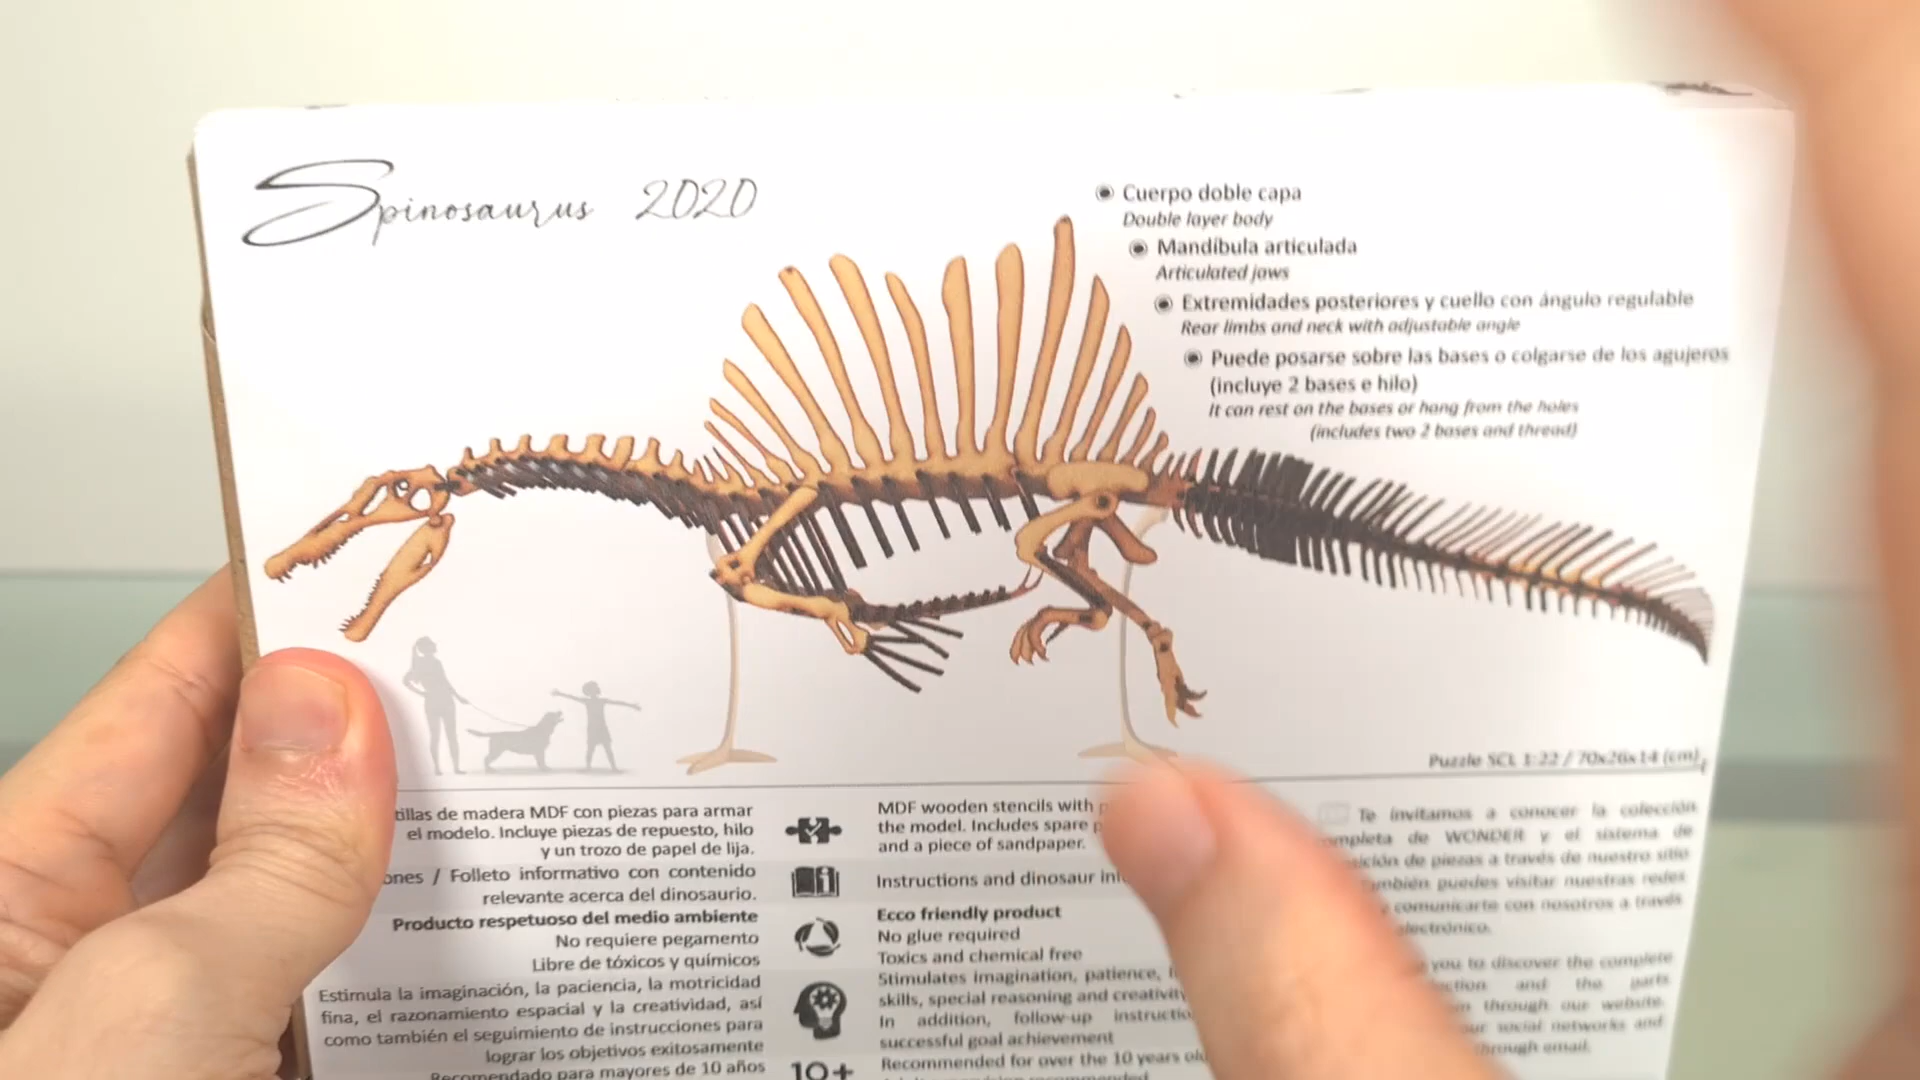 Spinosaurus 2020
Cuerpo doble capa
Double layer body
Mandíbula articulada
Articulated jaws
Extremidades posteriores y cuello con ángulo regulable
Rear limbs and neck with adjustable angle
Puede posarse sobre las bases o colgarse de los agujeros
(incluye 2 bases e hilo)
It can rest on the bases or hang from the holes
(includes two 2 bases and thread)
Puzzle SCL 1:22 / 70x26x14 (cm)
tillas de madera MDF con piezas para armar
el modelo. Incluye piezas de repuesto, hilo
y un trozo de papel de lija.
ones / Folleto informativo con contenido
relevante acerca del dinosaurio.
Producto respetuoso del medio ambiente
No requiere pegamento
Libre de tóxicos y químicos
Estimula la imaginación, la paciencia, la motricidad
fina, el razonamiento espacial y la creatividad, así
como también el seguimiento de instrucciones para
lograr los objetivos exitosamente
Recomendado para mayores de 10 años
10+
MDF wooden stencils with
the model. Includes spare
and a piece of sandpaper.
Instructions and dinosaur
Ecco friendly product
No glue required
Toxics and chemical free
Stimulates imagination, patience,
skills, special reasoning and creativity
In addition, follow-up
successful goal achievement
Recommended for over the 10 years
Te invitamos a conocer la colección
completa de WONDER y el sistema de
sición de piezas a través de nuestro sitio
también puedes visitar nuestras redes
comunicarte con nosotros a través
electrónico.
you to discover the complete
and the parts
through our website.
our social networks and
through email.